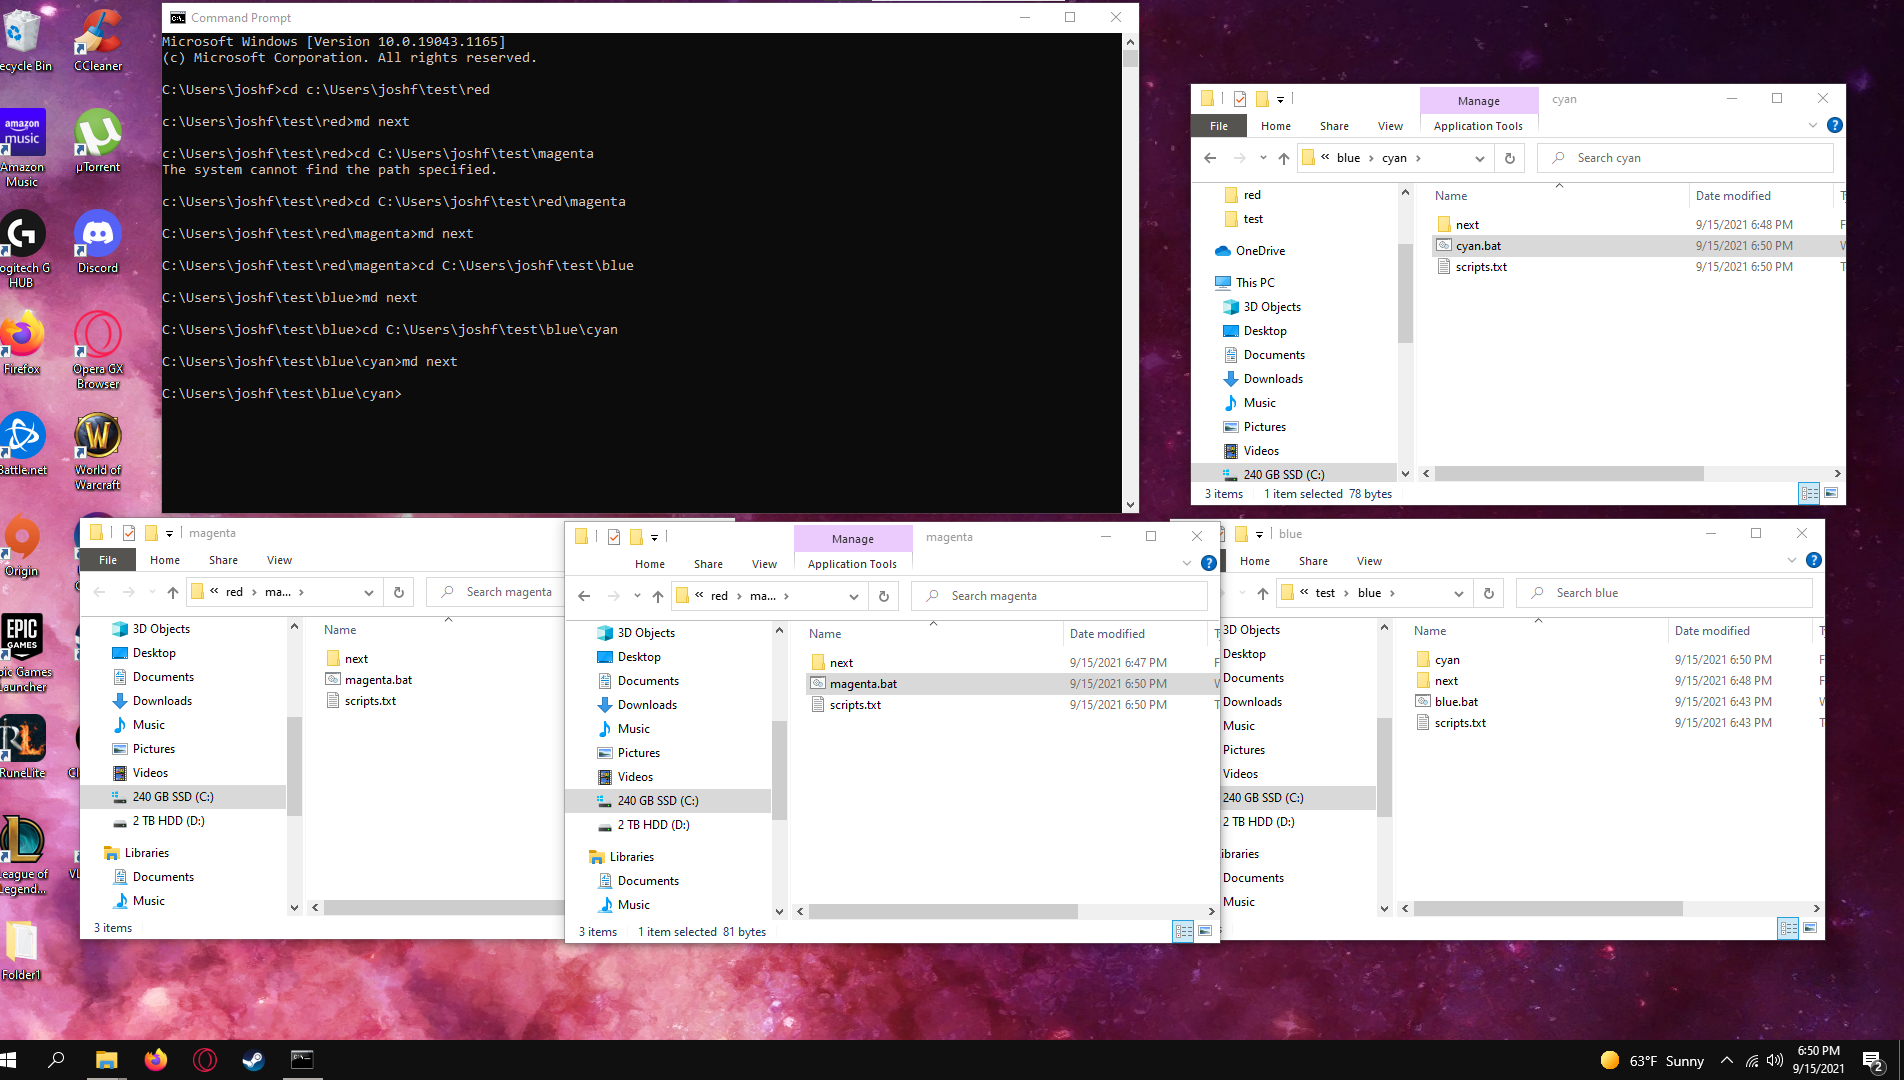 Recycle Bin
CCleaner
amazon music
Amazon Music
µTorrent
Logitech G HUB
Discord
Firefox
Opera GX Browser
Battle.net
World of Warcraft
Origin
EPIC GAMES
Epic Games Launcher
RuneLite
League of Legend...
Folder1
Command Prompt
Microsoft Windows [Version 10.0.19043.1165]
(c) Microsoft Corporation. All rights reserved.
C:\Users\joshf>cd c:\Users\joshf\test\red
c:\Users\joshf\test\red>md next
c:\Users\joshf\test\red>cd C:\Users\joshf\test\magenta
The system cannot find the path specified.
c:\Users\joshf\test\red>cd C:\Users\joshf\test\red\magenta
C:\Users\joshf\test\red\magenta>md next
C:\Users\joshf\test\red\magenta>cd C:\Users\joshf\test\blue
C:\Users\joshf\test\blue>md next
C:\Users\joshf\test\blue>cd C:\Users\joshf\test\blue\cyan
C:\Users\joshf\test\blue\cyan>md next
C:\Users\joshf\test\blue\cyan>
Manage cyan
File Home Share View Application Tools
« blue › cyan › Search cyan
red
test
OneDrive
This PC
3D Objects
Desktop
Documents
Downloads
Music
Pictures
Videos
240 GB SSD (C:)
Name Date modified T
next 9/15/2021 6:48 PM F
cyan.bat 9/15/2021 6:50 PM W
scripts.txt 9/15/2021 6:50 PM T
3 items 1 item selected 78 bytes
magenta
File Home Share View
« red › ma... › Search magenta
3D Objects
Desktop
Documents
Downloads
Music
Pictures
Videos
240 GB SSD (C:)
2 TB HDD (D:)
Libraries
Documents
Music
Name
next
magenta.bat
scripts.txt
3 items
Manage magenta
Home Share View Application Tools
« red › ma... › Search magenta
3D Objects
Desktop
Documents
Downloads
Music
Pictures
Videos
240 GB SSD (C:)
2 TB HDD (D:)
Libraries
Documents
Music
Name Date modified T
next 9/15/2021 6:47 PM F
magenta.bat 9/15/2021 6:50 PM W
scripts.txt 9/15/2021 6:50 PM T
3 items 1 item selected 81 bytes
blue
Home Share View
« test › blue › Search blue
3D Objects
Desktop
Documents
Downloads
Music
Pictures
Videos
240 GB SSD (C:)
2 TB HDD (D:)
ibraries
Documents
Music
Name Date modified T
cyan 9/15/2021 6:50 PM F
next 9/15/2021 6:48 PM F
blue.bat 9/15/2021 6:43 PM W
scripts.txt 9/15/2021 6:43 PM T
63°F Sunny
6:50 PM
9/15/2021
2